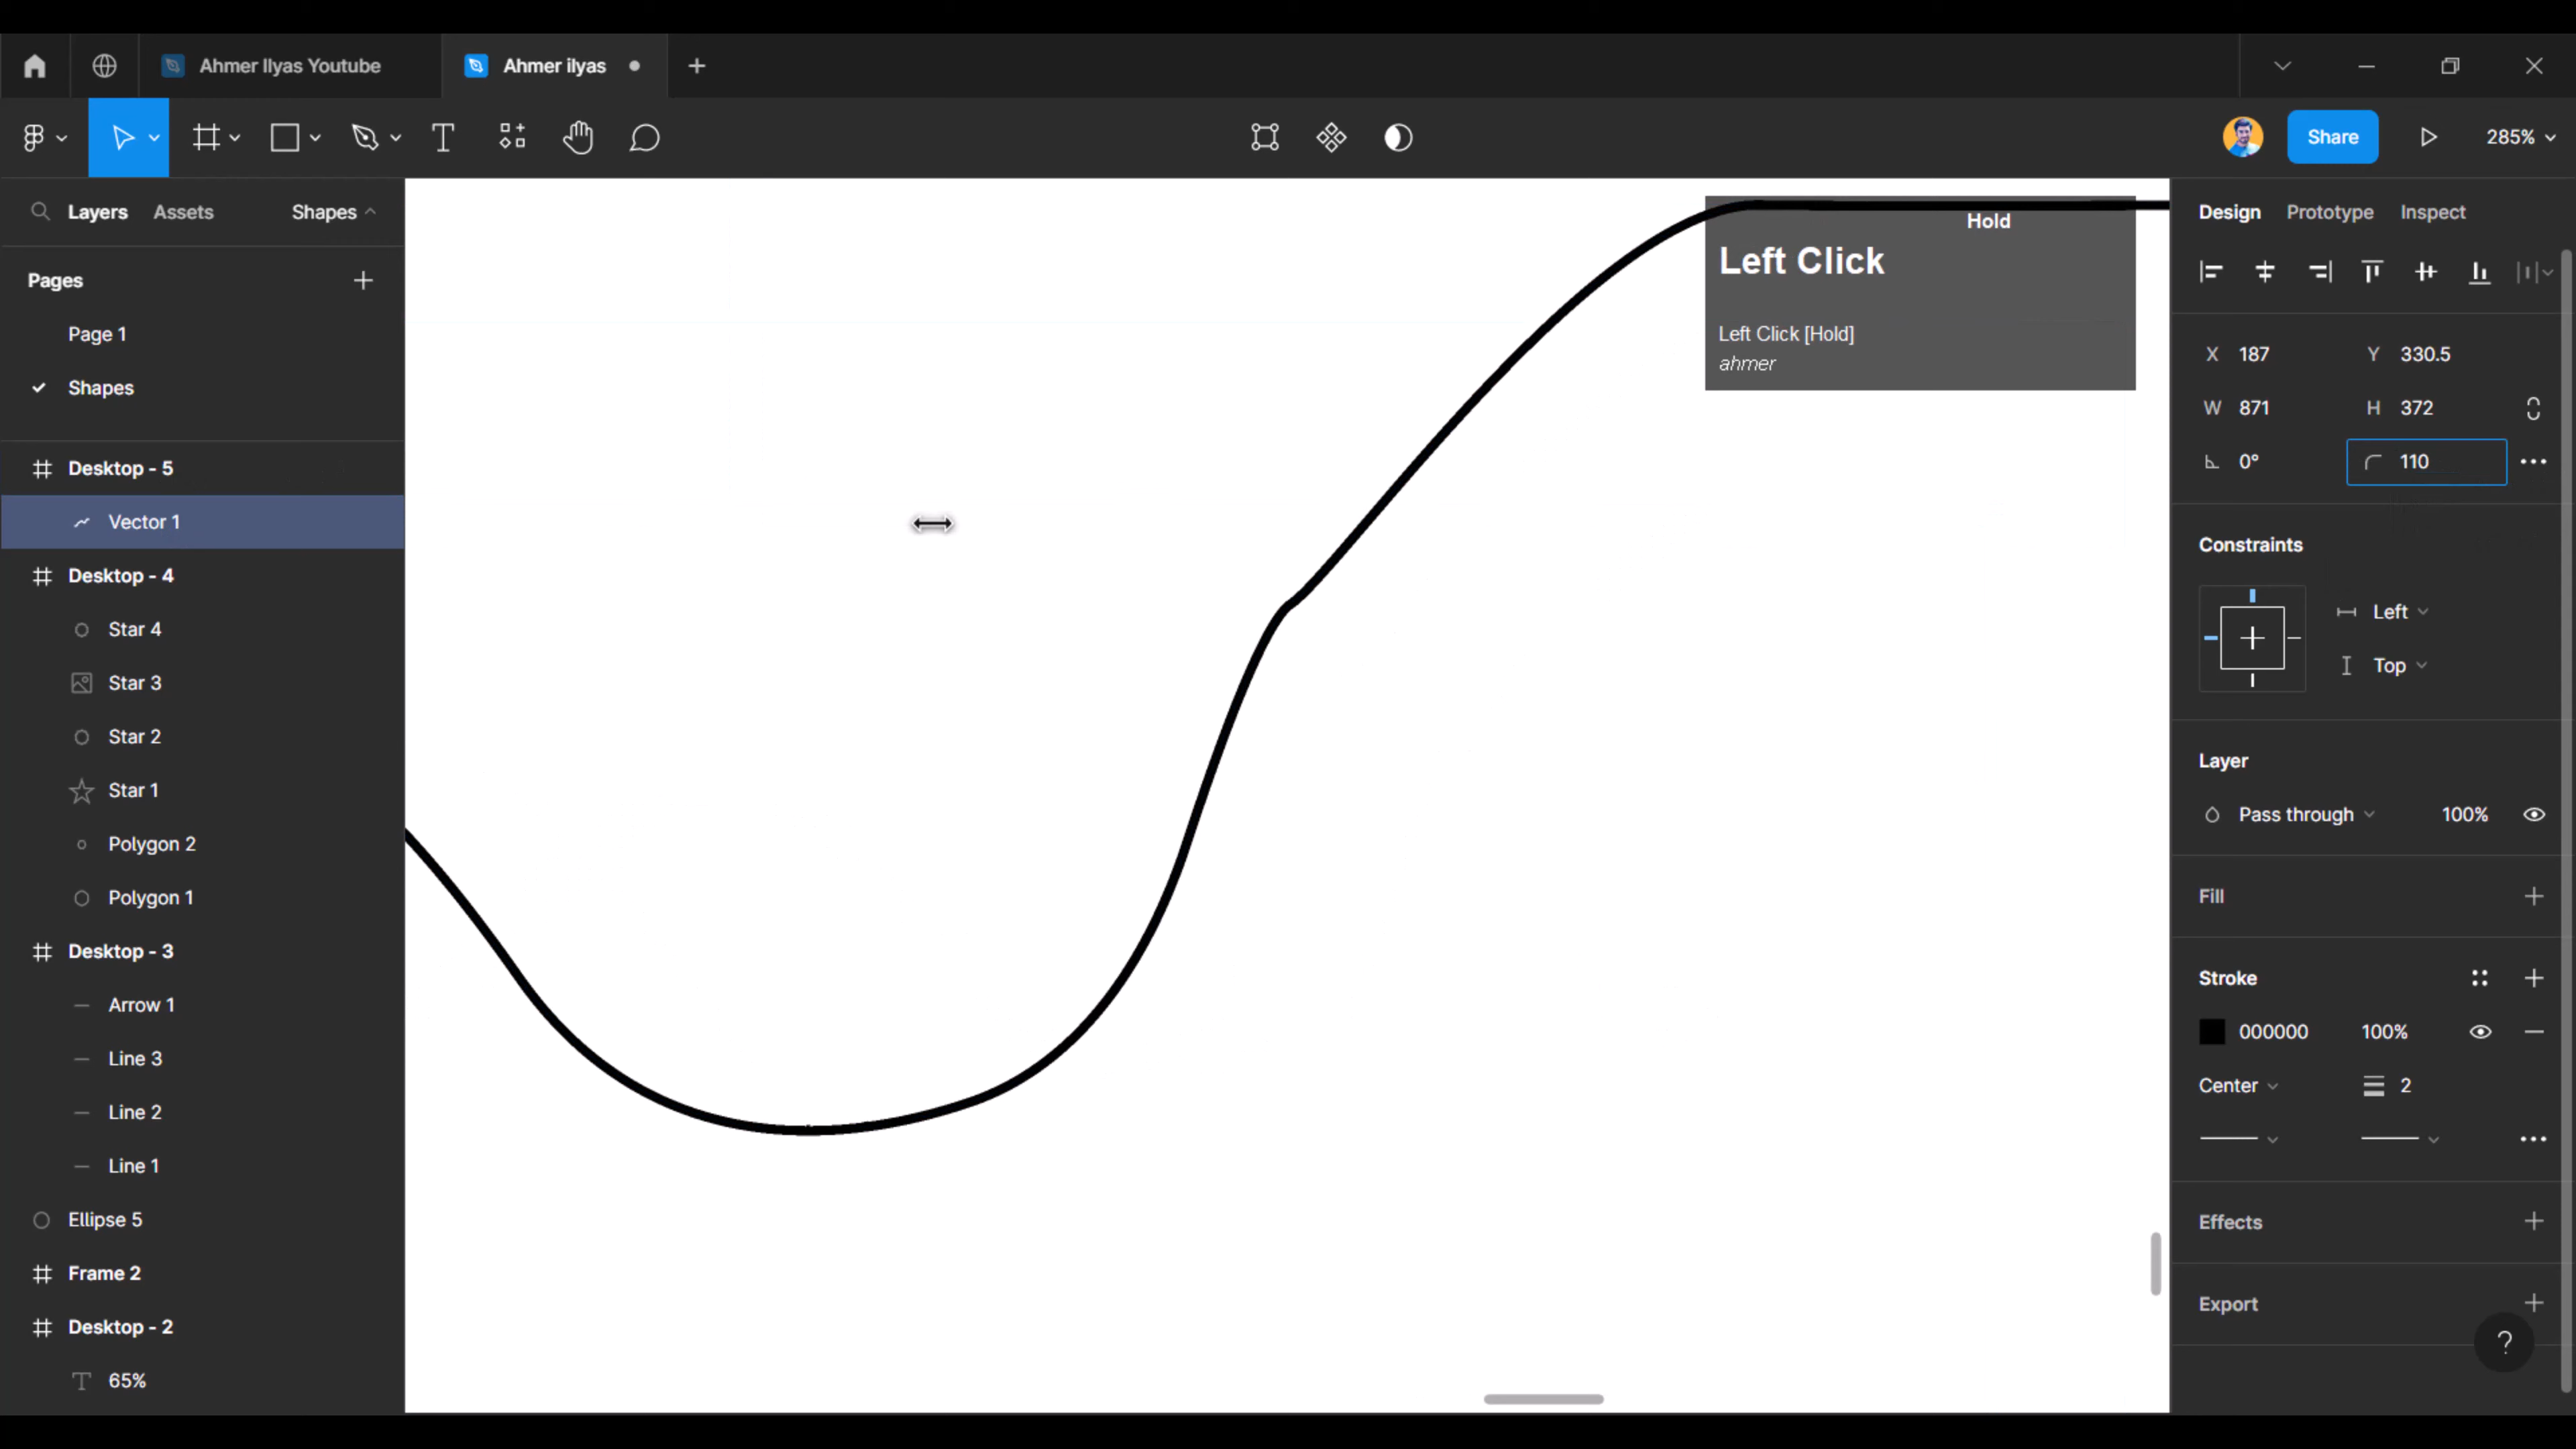 Ahmer Ilyas Youtube
Ahmer ilyas
Share
285%
Layers Assets Shapes
Pages
Page 1
Shapes
Desktop - 5
Vector 1
Desktop - 4
Star 4
Star 3
Star 2
Star 1
Polygon 2
Polygon 1
Desktop - 3
Arrow 1
Line 3
Line 2
Line 1
Ellipse 5
Frame 2
Desktop - 2
65%
Hold
Left Click
Left Click [Hold]
ahmer
Design Prototype Inspect
X 187 Y 330.5
W 871 H 372
0° 110
Constraints
Left
Top
Layer
Pass through 100%
Fill
Stroke
000000 100%
Center 2
Effects
Export
?